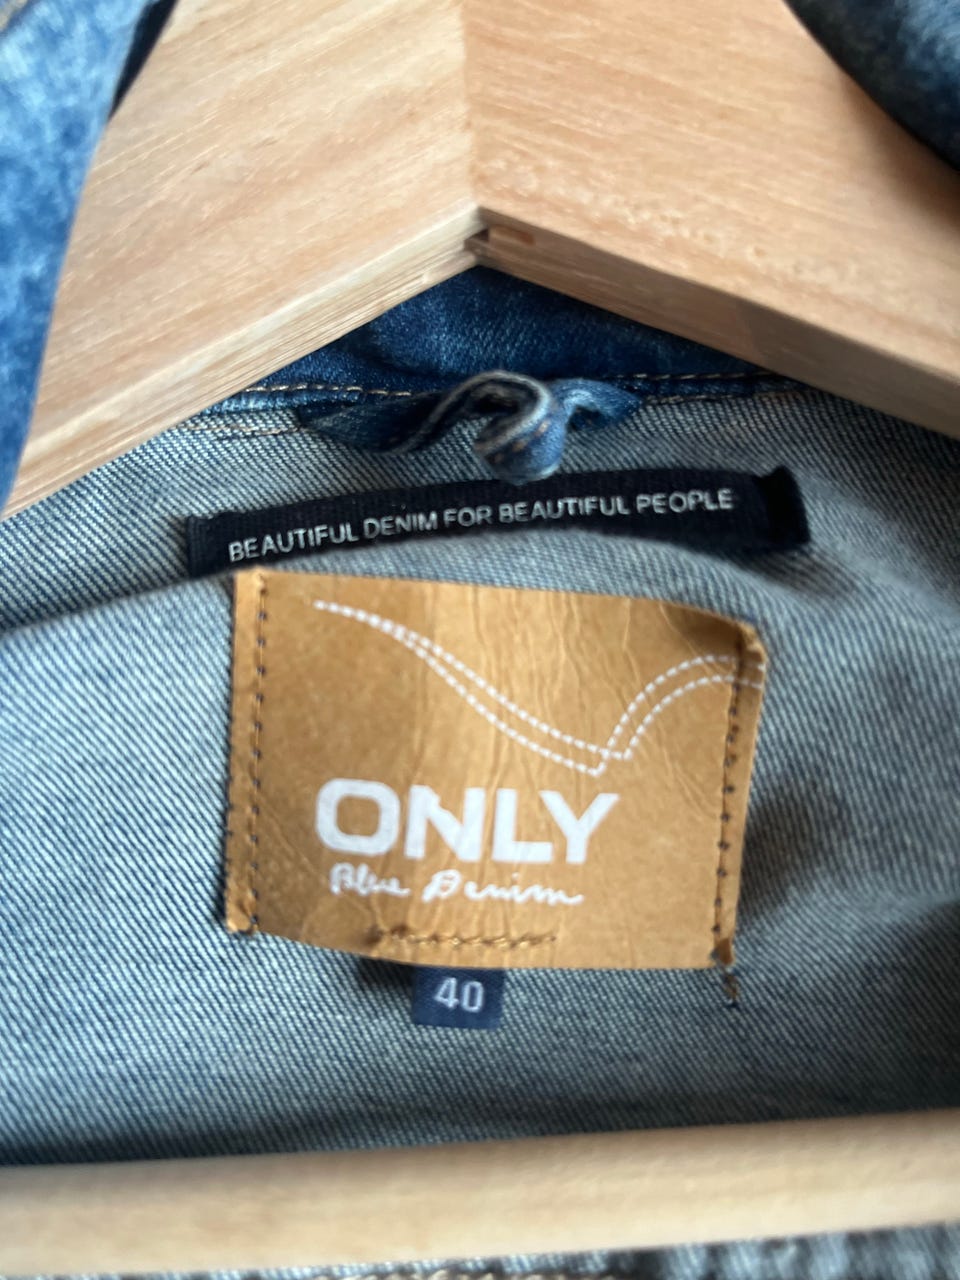 BEAUTIFUL DENIM FOR BEAUTIFUL PEOPLE
ONLY
Blue Denim
40